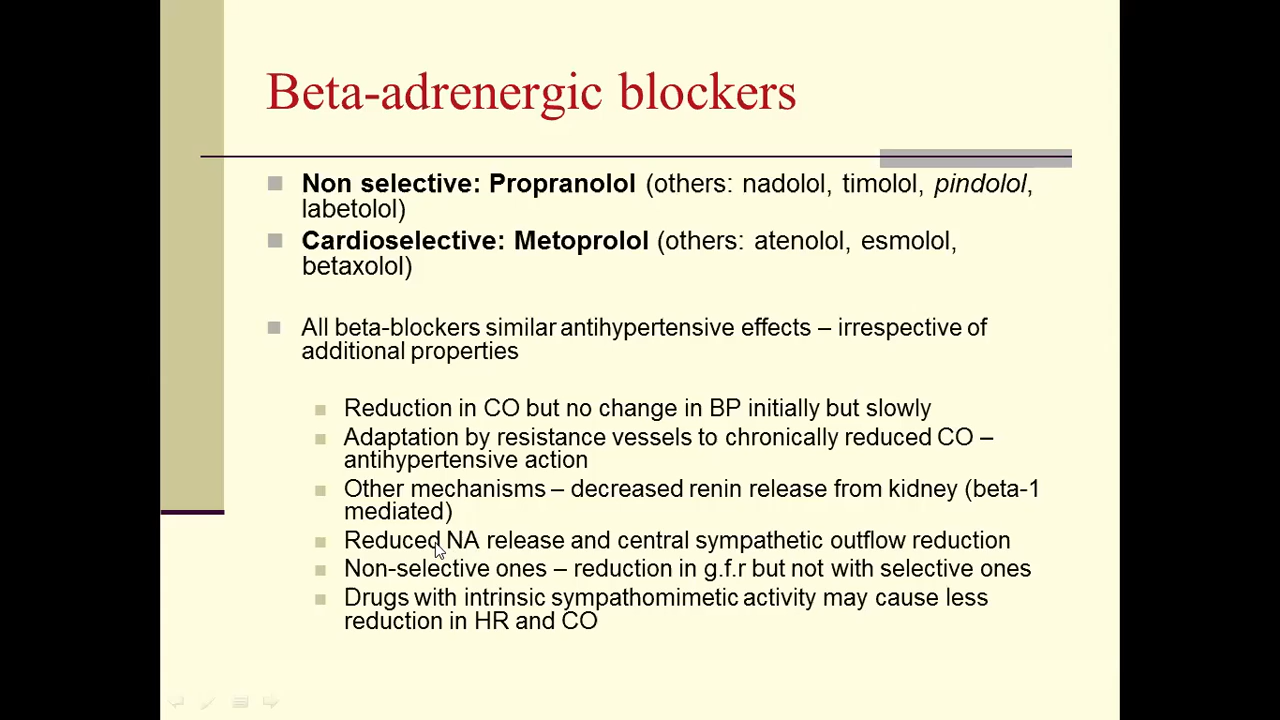 Beta-adrenergic blockers
Non selective: Propranolol (others: nadolol, timolol, pindolol,
labetolol)
Cardioselective: Metoprolol (others: atenolol, esmolol,
betaxolol)
All beta-blockers similar antihypertensive effects – irrespective of
additional properties
Reduction in CO but no change in BP initially but slowly
Adaptation by resistance vessels to chronically reduced CO –
antihypertensive action
Other mechanisms – decreased renin release from kidney (beta-1
mediated)
Reduced NA release and central sympathetic outflow reduction
Non-selective ones – reduction in g.f.r but not with selective ones
Drugs with intrinsic sympathomimetic activity may cause less
reduction in HR and CO